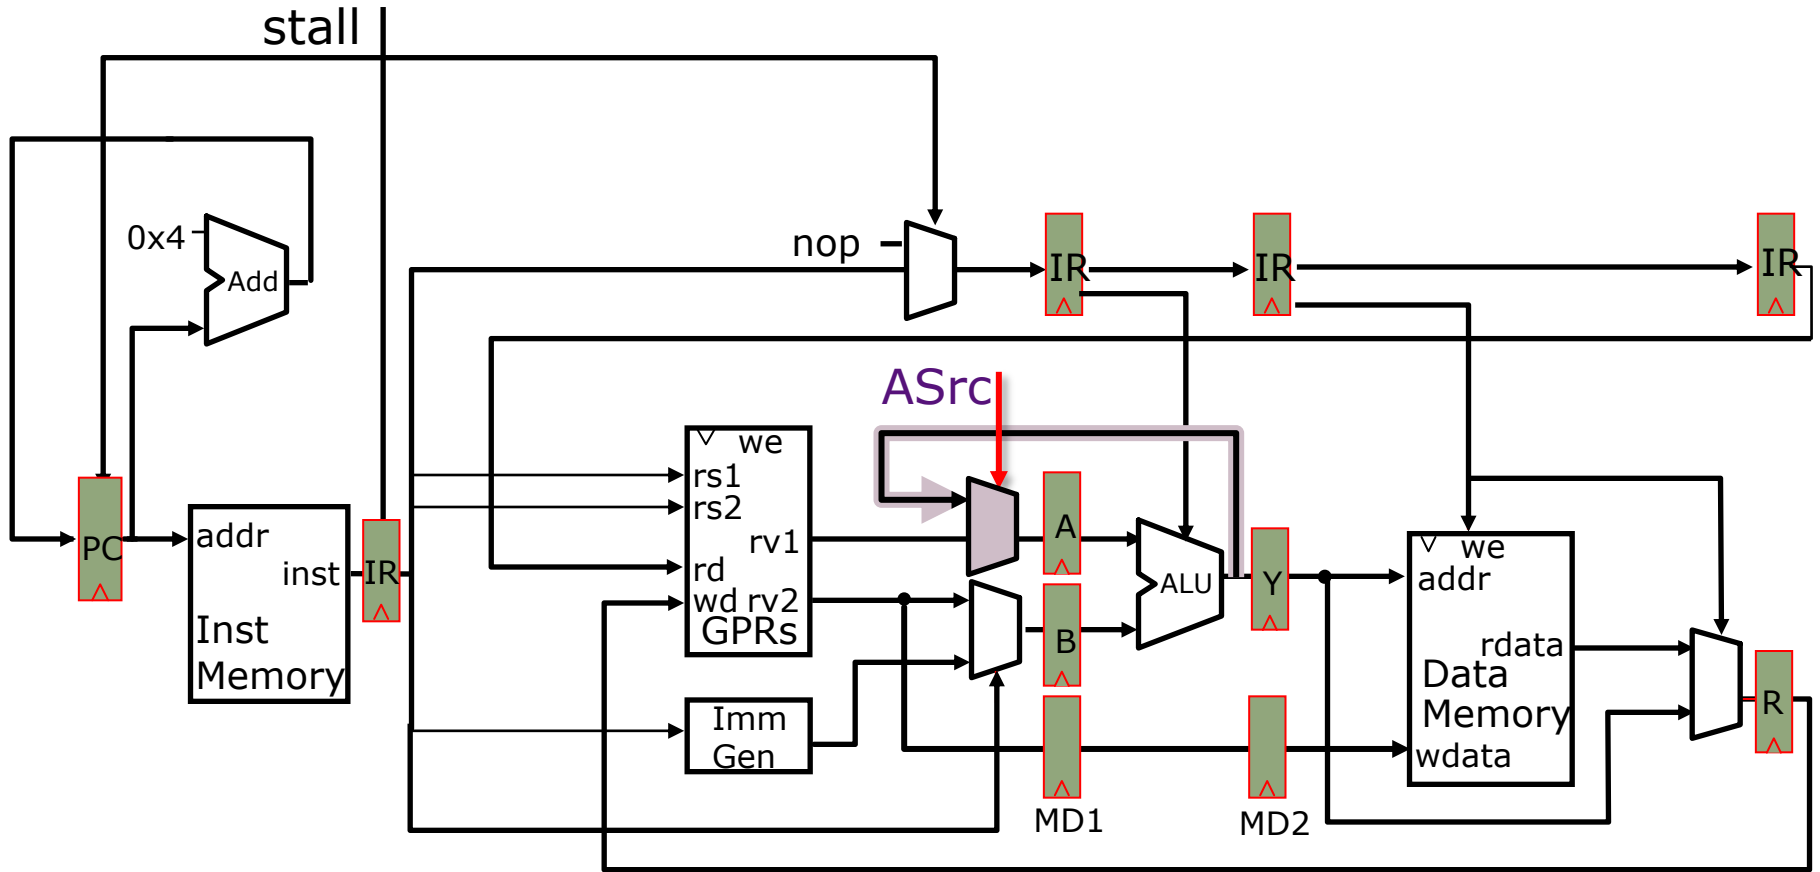 stall
0x4
Add
nop
IR
IR
IR
ASrc
we
rs1
rs2
rv1
rd
wd rv2
GPRs
PC
addr
inst
Inst
Memory
IR
A
B
ALU
Y
we
addr
rdata
Data
Memory
wdata
R
Imm
Gen
MD1
MD2